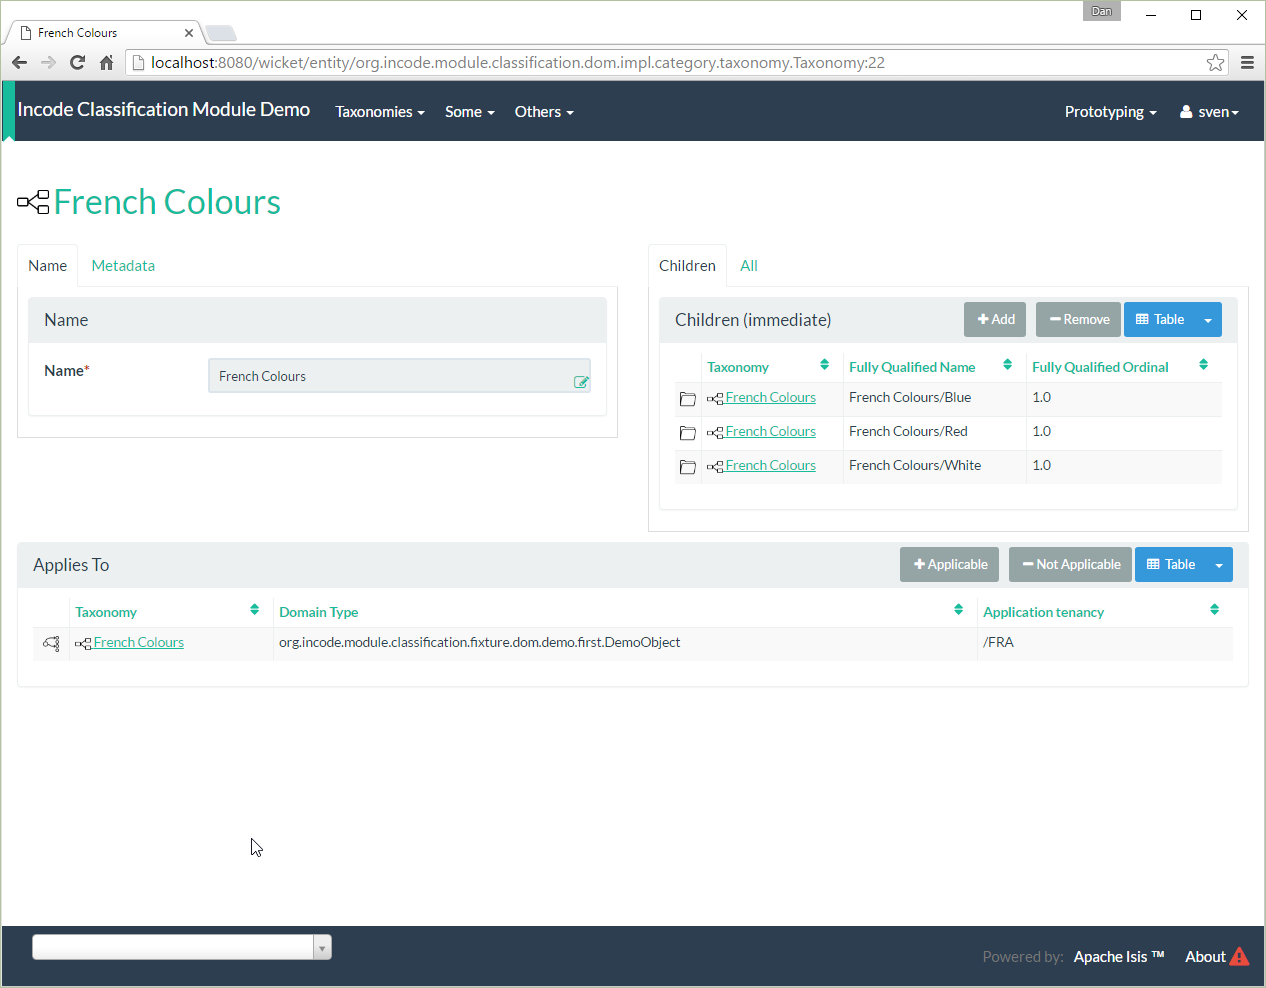 Dan
French Colours
localhost:8080/wicket/entity/org.incode.module.classification.dom.impl.category.taxonomy.Taxonomy:22
Incode Classification Module Demo Taxonomies Some Others Prototyping sven
French Colours
Name Metadata
Name
Name*
French Colours
Children All
Children (immediate) Add Remove Table
Taxonomy Fully Qualified Name Fully Qualified Ordinal
French Colours French Colours/Blue 1.0
French Colours French Colours/Red 1.0
French Colours French Colours/White 1.0
Applies To Applicable Not Applicable Table
Taxonomy Domain Type Application tenancy
French Colours org.incode.module.classification.fixture.dom.demo.first.DemoObject /FRA
Powered by: Apache Isis ™ About